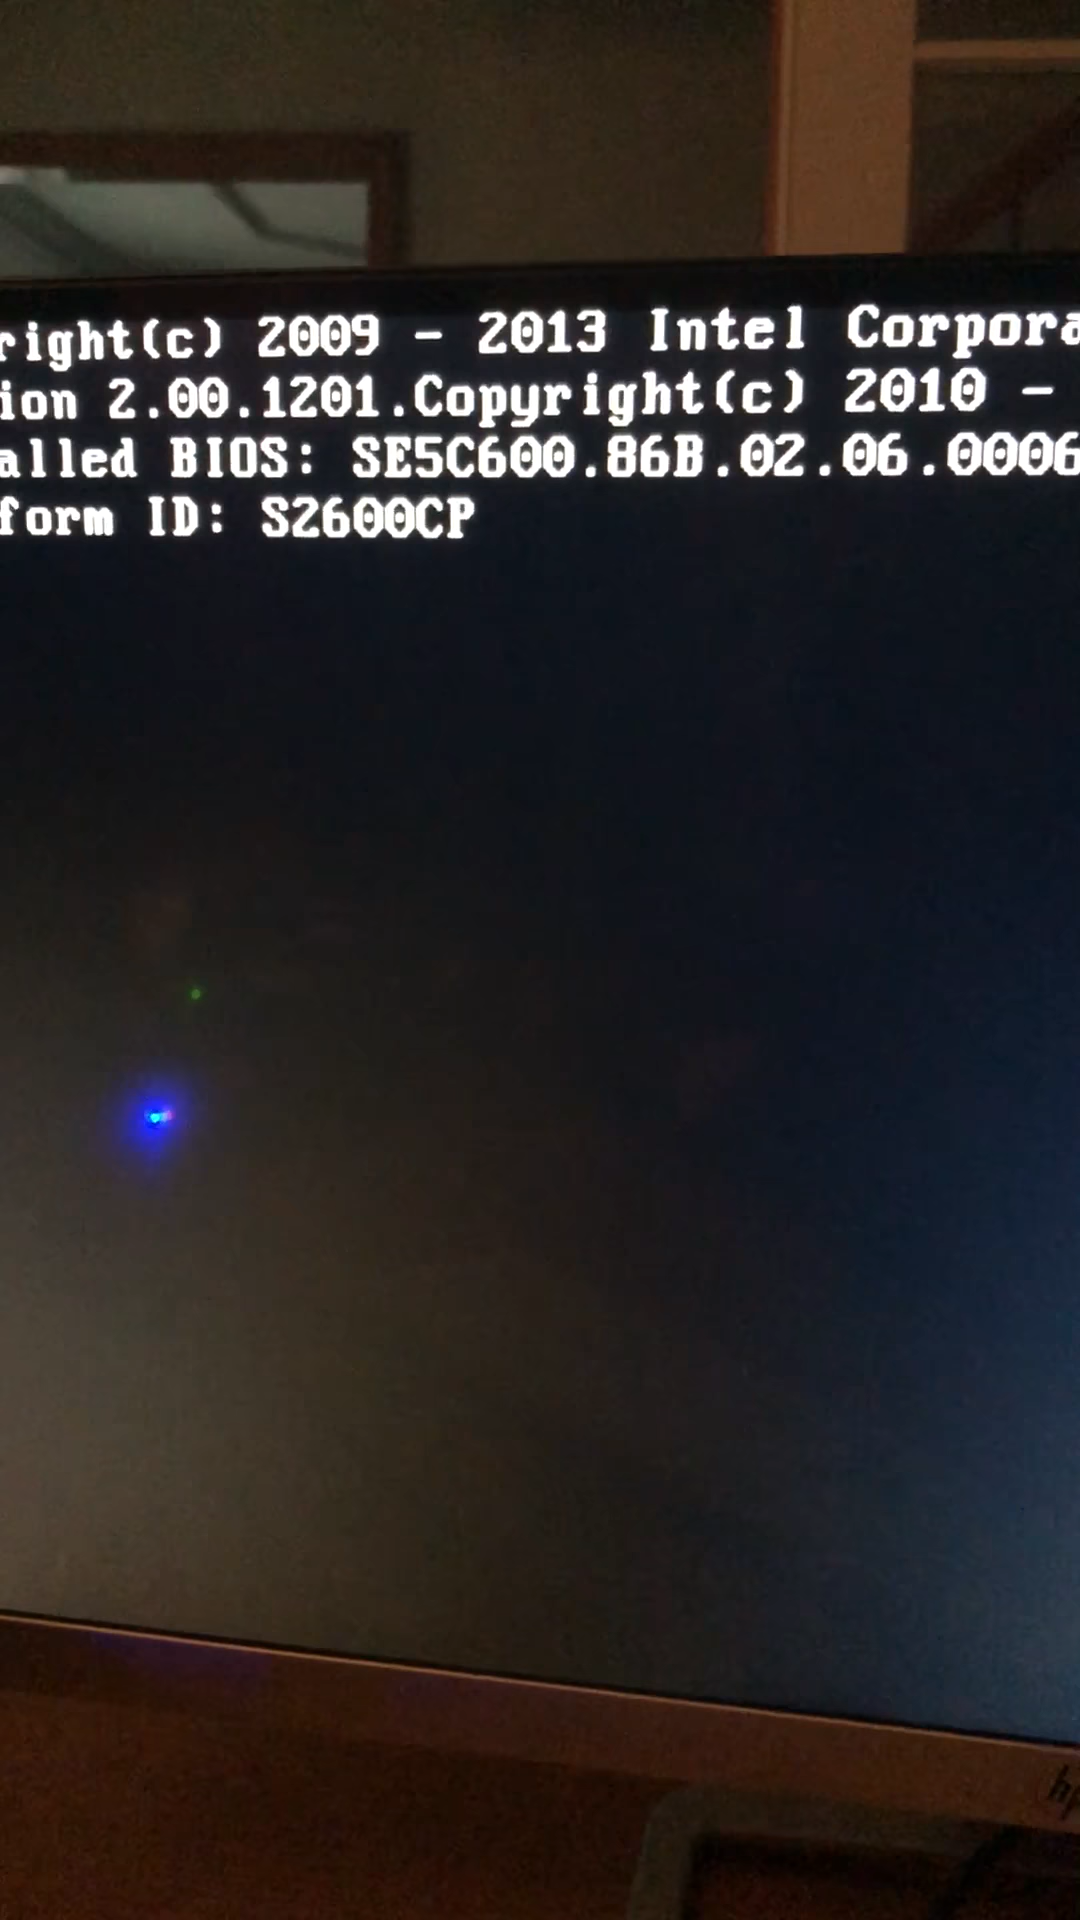 right(c) 2009 - 2013 Intel Corpora
ion 2.00.1201.Copyright(c) 2010 -
alled BIOS: SE5C600.86B.02.06.0006
form ID: S2600CP
hp